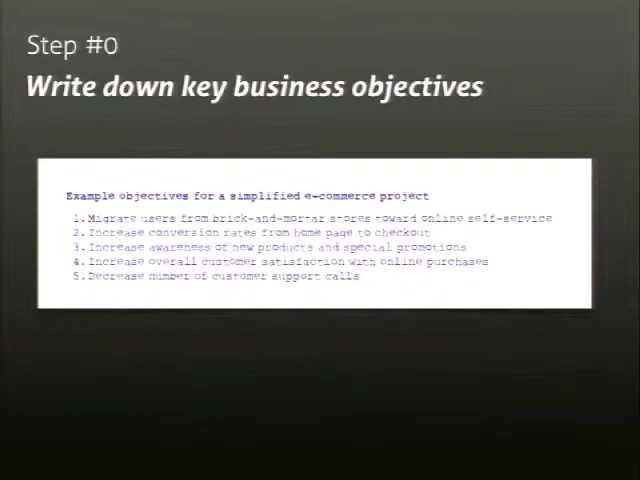 Step #0
Write down key business objectives
Example objectives for a simplified e-commerce project
1. Migrate users from brick-and-mortar stores toward online self-service
2. Increase conversion rates from home page to checkout
3. Increase awareness of new products and special promotions
4. Increase overall customer satisfaction with online purchases
5. Decrease number of customer support calls